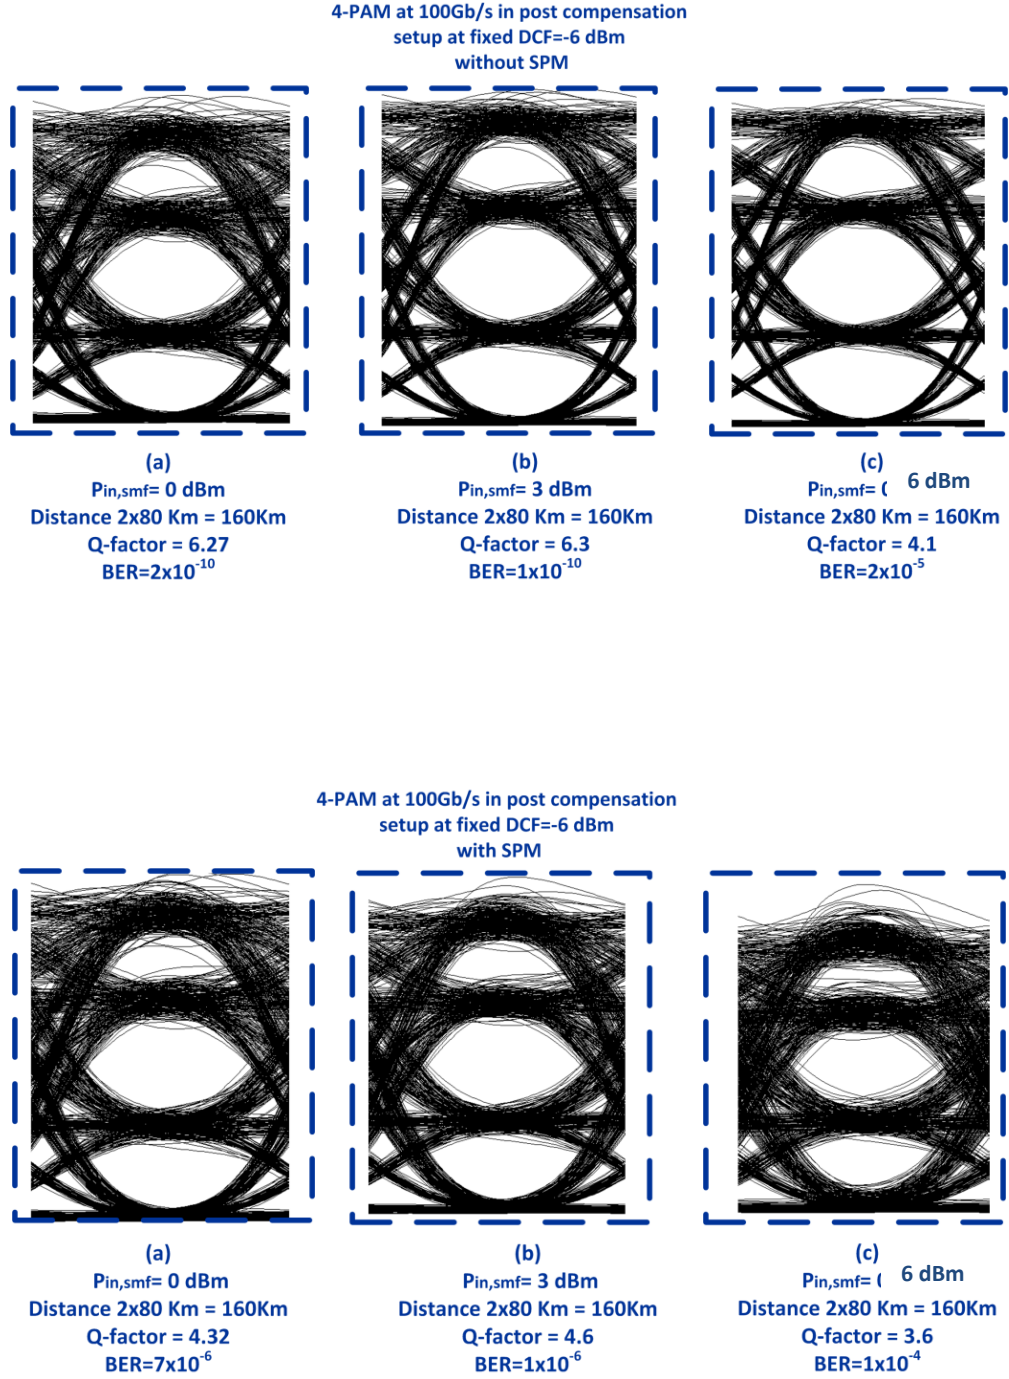 4-PAM at 100Gb/s in post compensation
setup at fixed DCF=-6 dBm
without SPM
(a)
Pin,smf= 0 dBm
Distance 2x80 Km = 160Km
Q-factor = 6.27
BER=2x10⁻¹⁰
(b)
Pin,smf= 3 dBm
Distance 2x80 Km = 160Km
Q-factor = 6.3
BER=1x10⁻¹⁰
(c)
Pin,smf= 6 dBm
Distance 2x80 Km = 160Km
Q-factor = 4.1
BER=2x10⁻⁵
4-PAM at 100Gb/s in post compensation
setup at fixed DCF=-6 dBm
with SPM
(a)
Pin,smf= 0 dBm
Distance 2x80 Km = 160Km
Q-factor = 4.32
BER=7x10⁻⁶
(b)
Pin,smf= 3 dBm
Distance 2x80 Km = 160Km
Q-factor = 4.6
BER=1x10⁻⁶
(c)
Pin,smf= 6 dBm
Distance 2x80 Km = 160Km
Q-factor = 3.6
BER=1x10⁻⁴